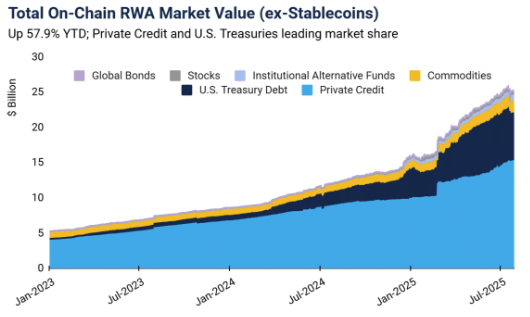 Total On-Chain RWA Market Value (ex-Stablecoins)
Up 57.9% YTD; Private Credit and U.S. Treasuries leading market share
$ Billion
30
25
20
15
10
5
0
Global Bonds Stocks Institutional Alternative Funds Commodities
U.S. Treasury Debt Private Credit
Jan-2023 Jul-2023 Jan-2024 Jul-2024 Jan-2025 Jul-2025